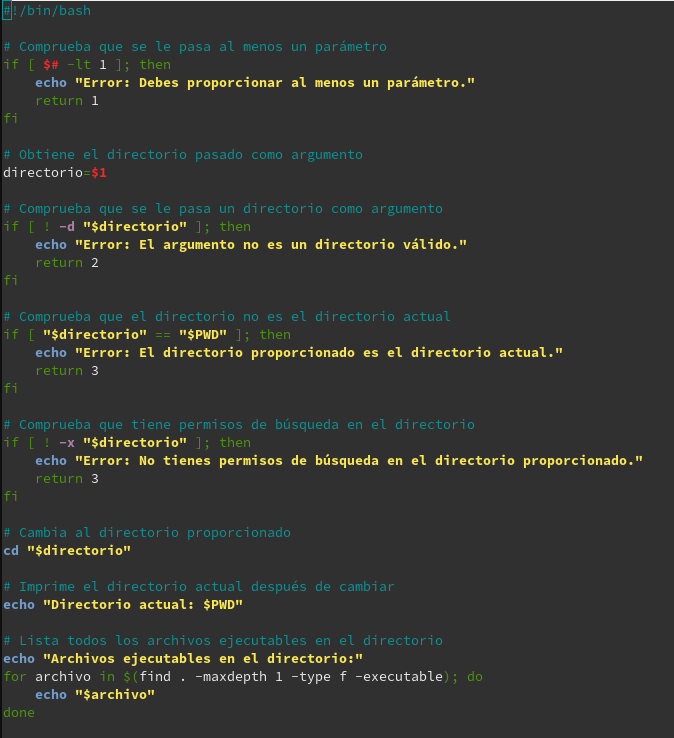 #!/bin/bash
# Comprueba que se le pasa al menos un parámetro
if [ $# -lt 1 ]; then
    echo "Error: Debes proporcionar al menos un parámetro."
    return 1
fi
# Obtiene el directorio pasado como argumento
directorio=$1
# Comprueba que se le pasa un directorio como argumento
if [ ! -d "$directorio" ]; then
    echo "Error: El argumento no es un directorio válido."
    return 2
fi
# Comprueba que el directorio no es el directorio actual
if [ "$directorio" == "$PWD" ]; then
    echo "Error: El directorio proporcionado es el directorio actual."
    return 3
fi
# Comprueba que tiene permisos de búsqueda en el directorio
if [ ! -x "$directorio" ]; then
    echo "Error: No tienes permisos de búsqueda en el directorio proporcionado."
    return 3
fi
# Cambia al directorio proporcionado
cd "$directorio"
# Imprime el directorio actual después de cambiar
echo "Directorio actual: $PWD"
# Lista todos los archivos ejecutables en el directorio
echo "Archivos ejecutables en el directorio:"
for archivo in $(find . -maxdepth 1 -type f -executable); do
    echo "$archivo"
done